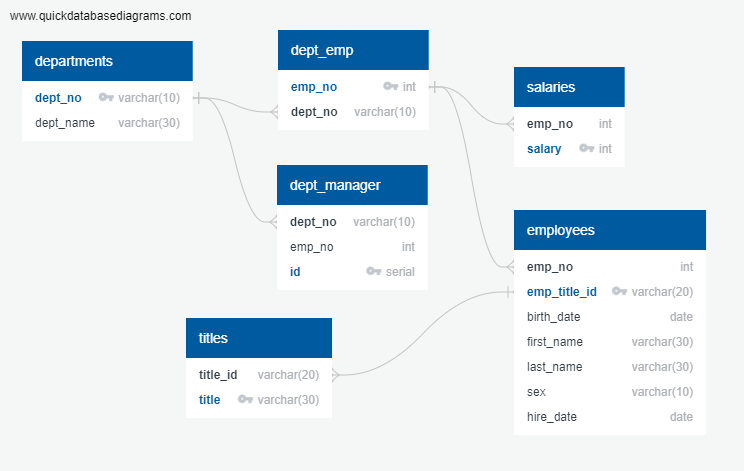 www.quickdatabasediagrams.com
departments
dept_no varchar(10)
dept_name varchar(30)
dept_emp
emp_no int
dept_no varchar(10)
salaries
emp_no int
salary int
dept_manager
dept_no varchar(10)
emp_no int
id serial
employees
emp_no int
emp_title_id varchar(20)
birth_date date
first_name varchar(30)
last_name varchar(30)
sex varchar(10)
hire_date date
titles
title_id varchar(20)
title varchar(30)